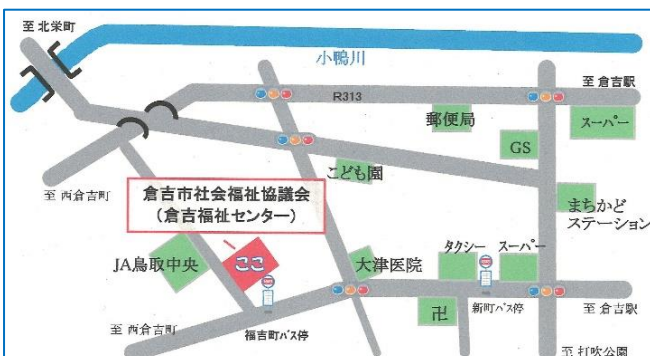 至 北栄町
小鴨川
至 倉吉駅
R313
郵便局
スーパー
GS
こども園
至 西倉吉町
倉吉市社会福祉協議会
(倉吉福祉センター)
まちかど
ステーション
JA鳥取中央
ここ
大津医院
タクシー
スーパー
卍
新町バス停
至 倉吉駅
福吉町バス停
至 西倉吉町
至 打吹公園